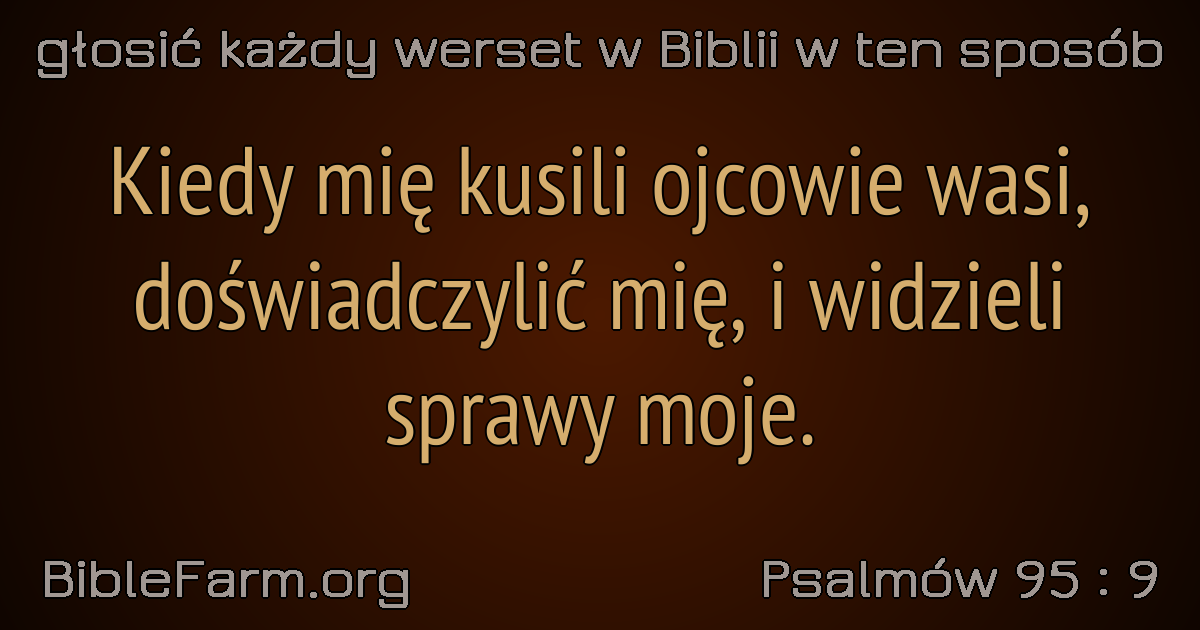 głosić każdy werset w Biblii w ten sposób
Kiedy mię kusili ojcowie wasi,
doświadczylić mię, i widzieli
sprawy moje.
BibleFarm.org
Psalmów 95 : 9